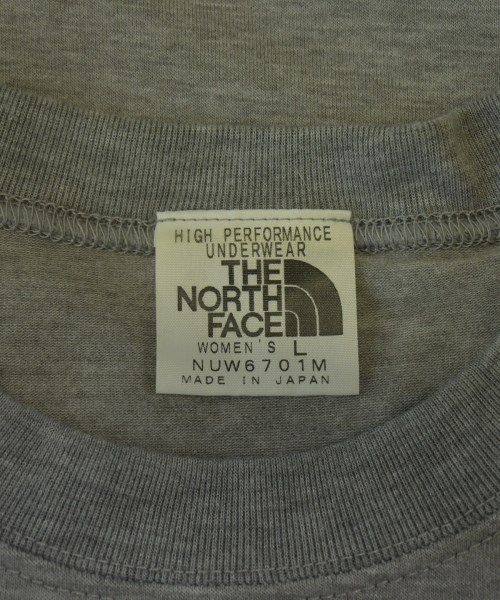 HIGH PERFORMANCE
UNDERWEAR
THE
NORTH
FACE
WOMEN'S L
NUW6701M
MADE IN JAPAN